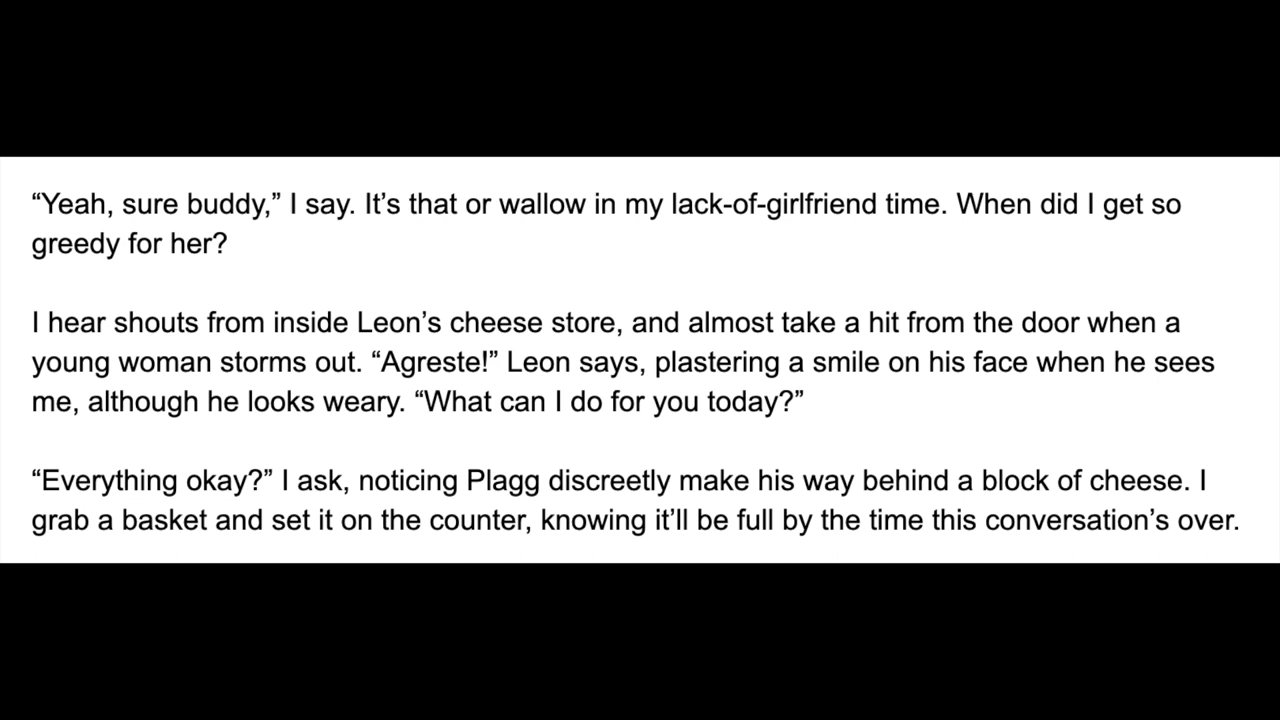 “Yeah, sure buddy,” I say. It’s that or wallow in my lack-of-girlfriend time. When did I get so
greedy for her?
I hear shouts from inside Leon’s cheese store, and almost take a hit from the door when a
young woman storms out. “Agreste!” Leon says, plastering a smile on his face when he sees
me, although he looks weary. “What can I do for you today?”
“Everything okay?” I ask, noticing Plagg discreetly make his way behind a block of cheese. I
grab a basket and set it on the counter, knowing it’ll be full by the time this conversation’s over.